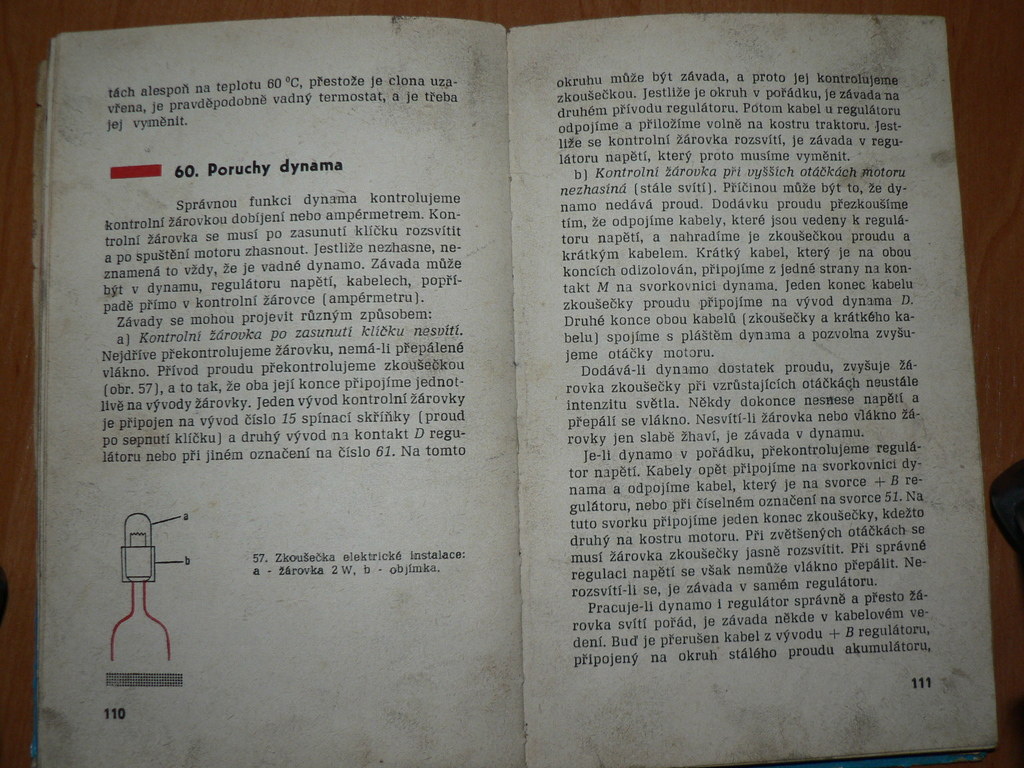 tách alespoň na teplotu 60 °C, přestože je clona uza-
vřena, je pravděpodobně vadný termostat, a je třeba
jej vyměnit.
60. Poruchy dynama
Správnou funkci dynama kontrolujeme
kontrolní žárovkou dobíjení nebo ampérmetrem. Kon-
trolní žárovka se musí po zasunutí klíčku rozsvítit
a po spuštění motoru zhasnout. Jestliže nezhasne, ne-
znamená to vždy, že je vadné dynamo. Závada může
být v dynamu, regulátoru napětí, kabelech, popří-
padě přímo v kontrolní žárovce (ampérmetru).
Závady se mohou projevit různým způsobem:
a) Kontrolní žárovka po zasunutí klíčku nesvítí.
Nejdříve překontrolujeme žárovku, nemá-li přepálené
vlákno. Přívod proudu překontrolujeme zkoušečkou
(obr. 57), a to tak, že oba její konce připojíme jednot-
livě na vývody žárovky. Jeden vývod kontrolní žárovky
je připojen na vývod číslo 15 spínací skříňky (proud
po sepnutí klíčku) a druhý vývod na kontakt D regu-
látoru nebo při jiném označení na číslo 61. Na tomto
a
b
57. Zkoušečka elektrické instalace:
a - žárovka 2 W, b - objímka.
110
okruhu může být závada, a proto jej kontrolujeme
zkoušečkou. Jestliže je okruh v pořádku, je závada na
druhém přívodu regulátoru. Potom kabel u regulátoru
odpojíme a přiložíme volně na kostru traktoru. Jest-
liže se kontrolní žárovka rozsvítí, je závada v regu-
látoru napětí, který proto musíme vyměnit.
b) Kontrolní žárovka při vyšších otáčkách motoru
nezhasíná (stále svítí). Příčinou může být to, že dy-
namo nedává proud. Dodávku proudu přezkoušíme
tím, že odpojíme kabely, které jsou vedeny k regulá-
toru napětí, a nahradíme je zkoušečkou proudu a
krátkým kabelem. Krátký kabel, který je na obou
koncích odizolován, připojíme z jedné strany na kon-
takt M na svorkovnici dynama. Jeden konec kabelu
zkoušečky proudu připojíme na vývod dynama D.
Druhé konce obou kabelů (zkoušečky a krátkého ka-
belu) spojíme s pláštěm dynama a pozvolna zvyšu-
jeme otáčky motoru.
Dodává-li dynamo dostatek proudu, zvyšuje žá-
rovka zkoušečky při vzrůstajících otáčkách neustále
intenzitu světla. Někdy dokonce nesnese napětí a
přepálí se vlákno. Nesvítí-li žárovka nebo vlákno žá-
rovky jen slabě žhaví, je závada v dynamu.
Je-li dynamo v pořádku, překontrolujeme regulá-
tor napětí. Kabely opět připojíme na svorkovnici dy-
nama a odpojíme kabel, který je na svorce + B re-
gulátoru, nebo při číselném označení na svorce 51. Na
tuto svorku připojíme jeden konec zkoušečky, kdežto
druhý na kostru motoru. Při zvětšených otáčkách se
musí žárovka zkoušečky jasně rozsvítit. Při správné
regulaci napětí se však nemůže vlákno přepálit. Ne-
rozsvítí-li se, je závada v samém regulátoru.
Pracuje-li dynamo i regulátor správně a přesto žá-
rovka svítí pořád, je závada někde v kabelovém ve-
dení. Buď je přerušen kabel z vývodu + B regulátoru,
připojený na okruh stálého proudu akumulátoru,
111